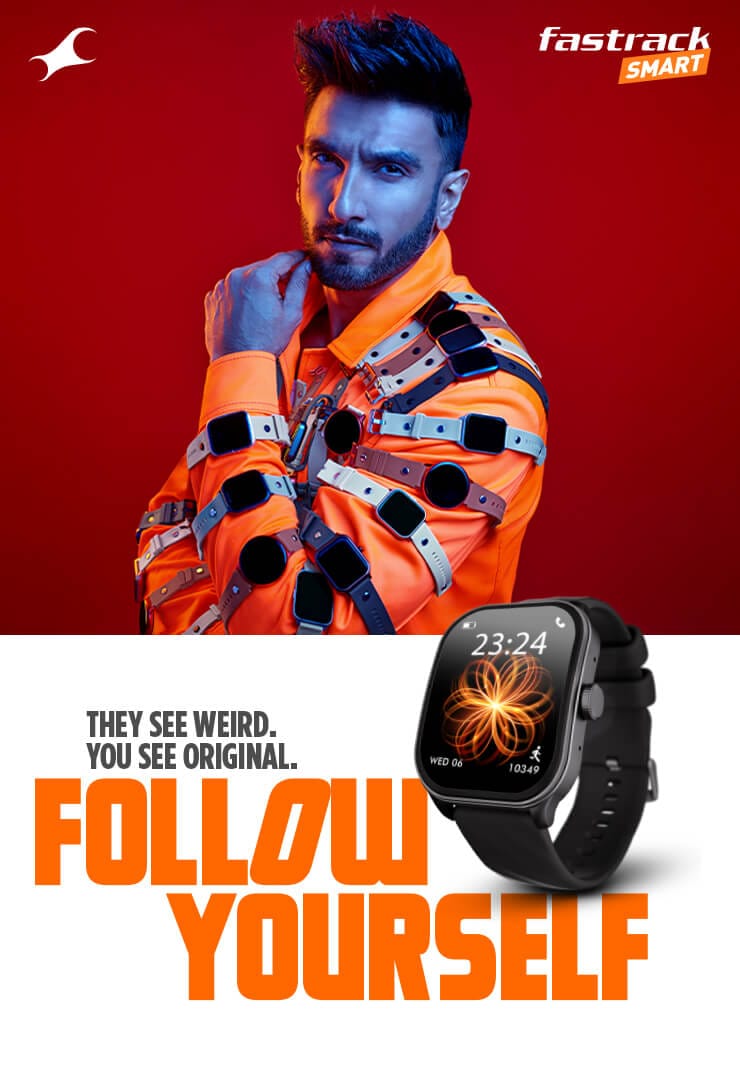 fastrack
SMART
23:24
WED 06
10349
THEY SEE WEIRD.
YOU SEE ORIGINAL.
FOLLOW
YOURSELF